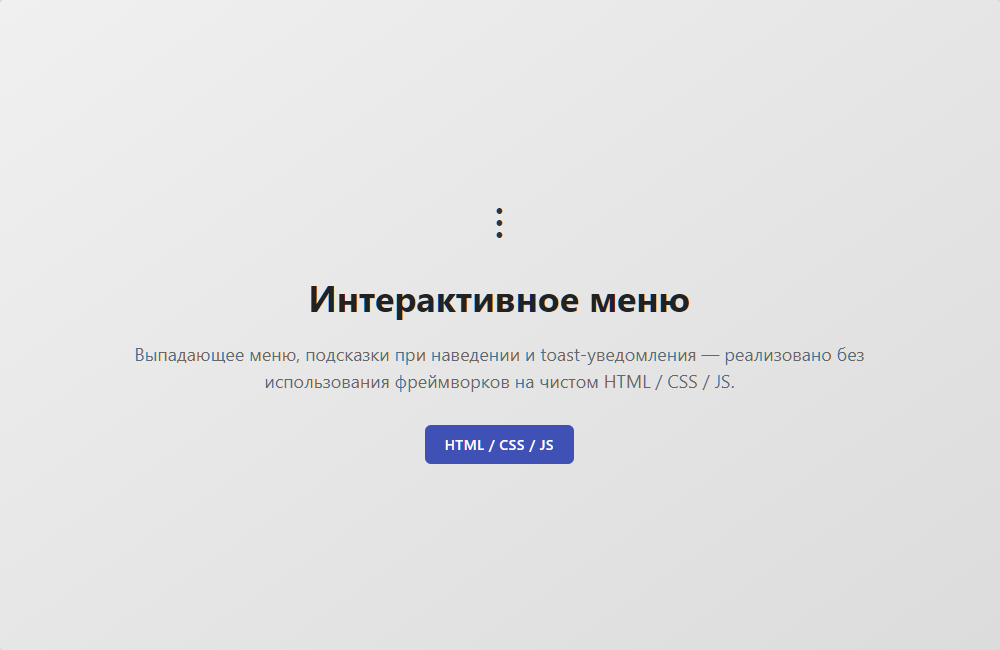 Интерактивное меню
Выпадающее меню, подсказки при наведении и toast-уведомления — реализовано без
использования фреймворков на чистом HTML / CSS / JS.
HTML / CSS / JS